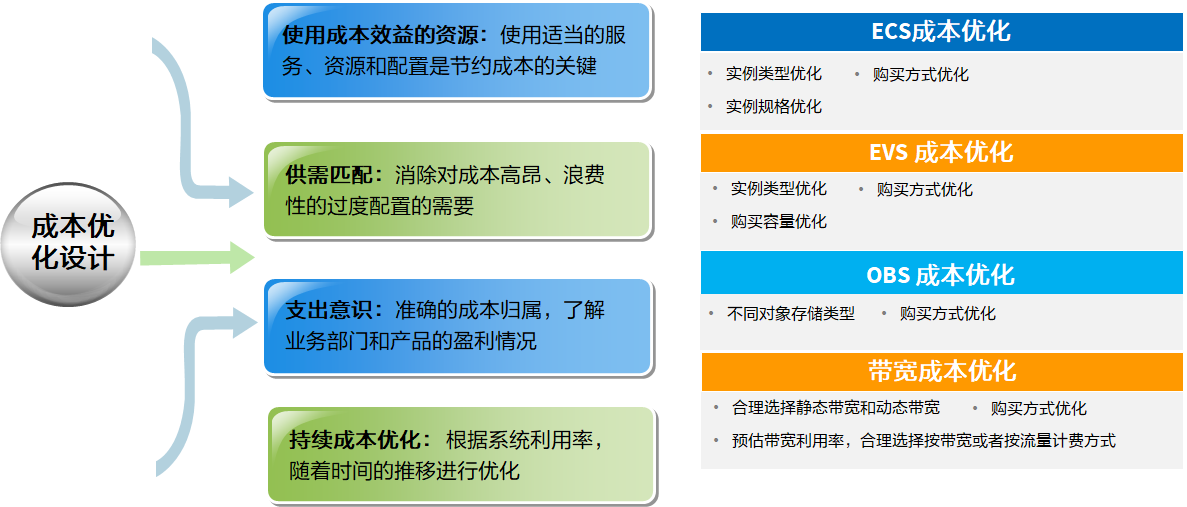 成本优
化设计
使用成本效益的资源：使用适当的服
务、资源和配置是节约成本的关键
供需匹配：消除对成本高昂、浪费
性的过度配置的需要
支出意识：准确的成本归属，了解
业务部门和产品的盈利情况
持续成本优化：根据系统利用率，
随着时间的推移进行优化
ECS成本优化
• 实例类型优化 • 购买方式优化
• 实例规格优化
EVS 成本优化
• 实例类型优化 • 购买方式优化
• 购买容量优化
OBS 成本优化
• 不同对象存储类型 • 购买方式优化
带宽成本优化
• 合理选择静态带宽和动态带宽 • 购买方式优化
• 预估带宽利用率，合理选择按带宽或者按流量计费方式